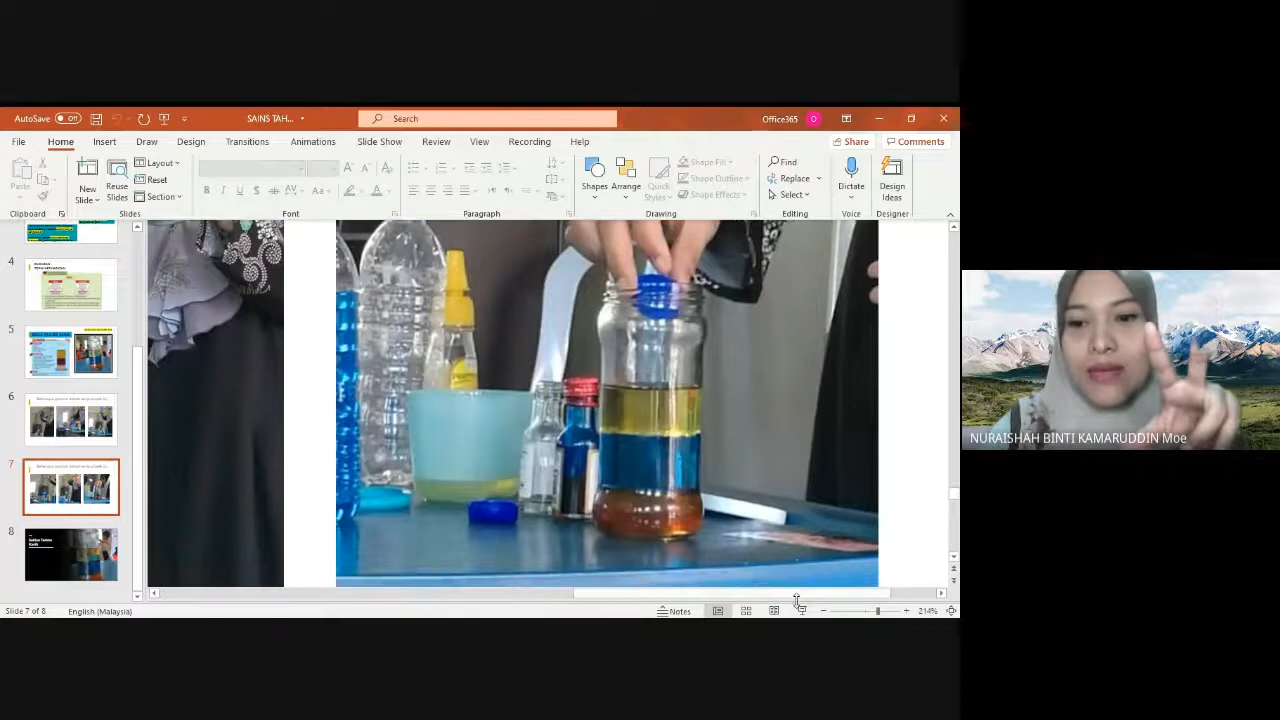 AutoSave Off SAINS TAH... Search Office365 O
File Home Insert Draw Design Transitions Animations Slide Show Review View Recording Help Share Comments
Paste New Slide Reuse Slides Layout Reset Section
Shapes Arrange Quick Styles Shape Fill Shape Outline Shape Effects
Find Replace Select Dictate Design Ideas
Clipboard Slides Font Paragraph Drawing Editing Voice Designer
4
5
6
7
8
NURAISHAH BINTI KAMARUDDIN Moe
Slide 7 of 8 English (Malaysia) Notes 214%